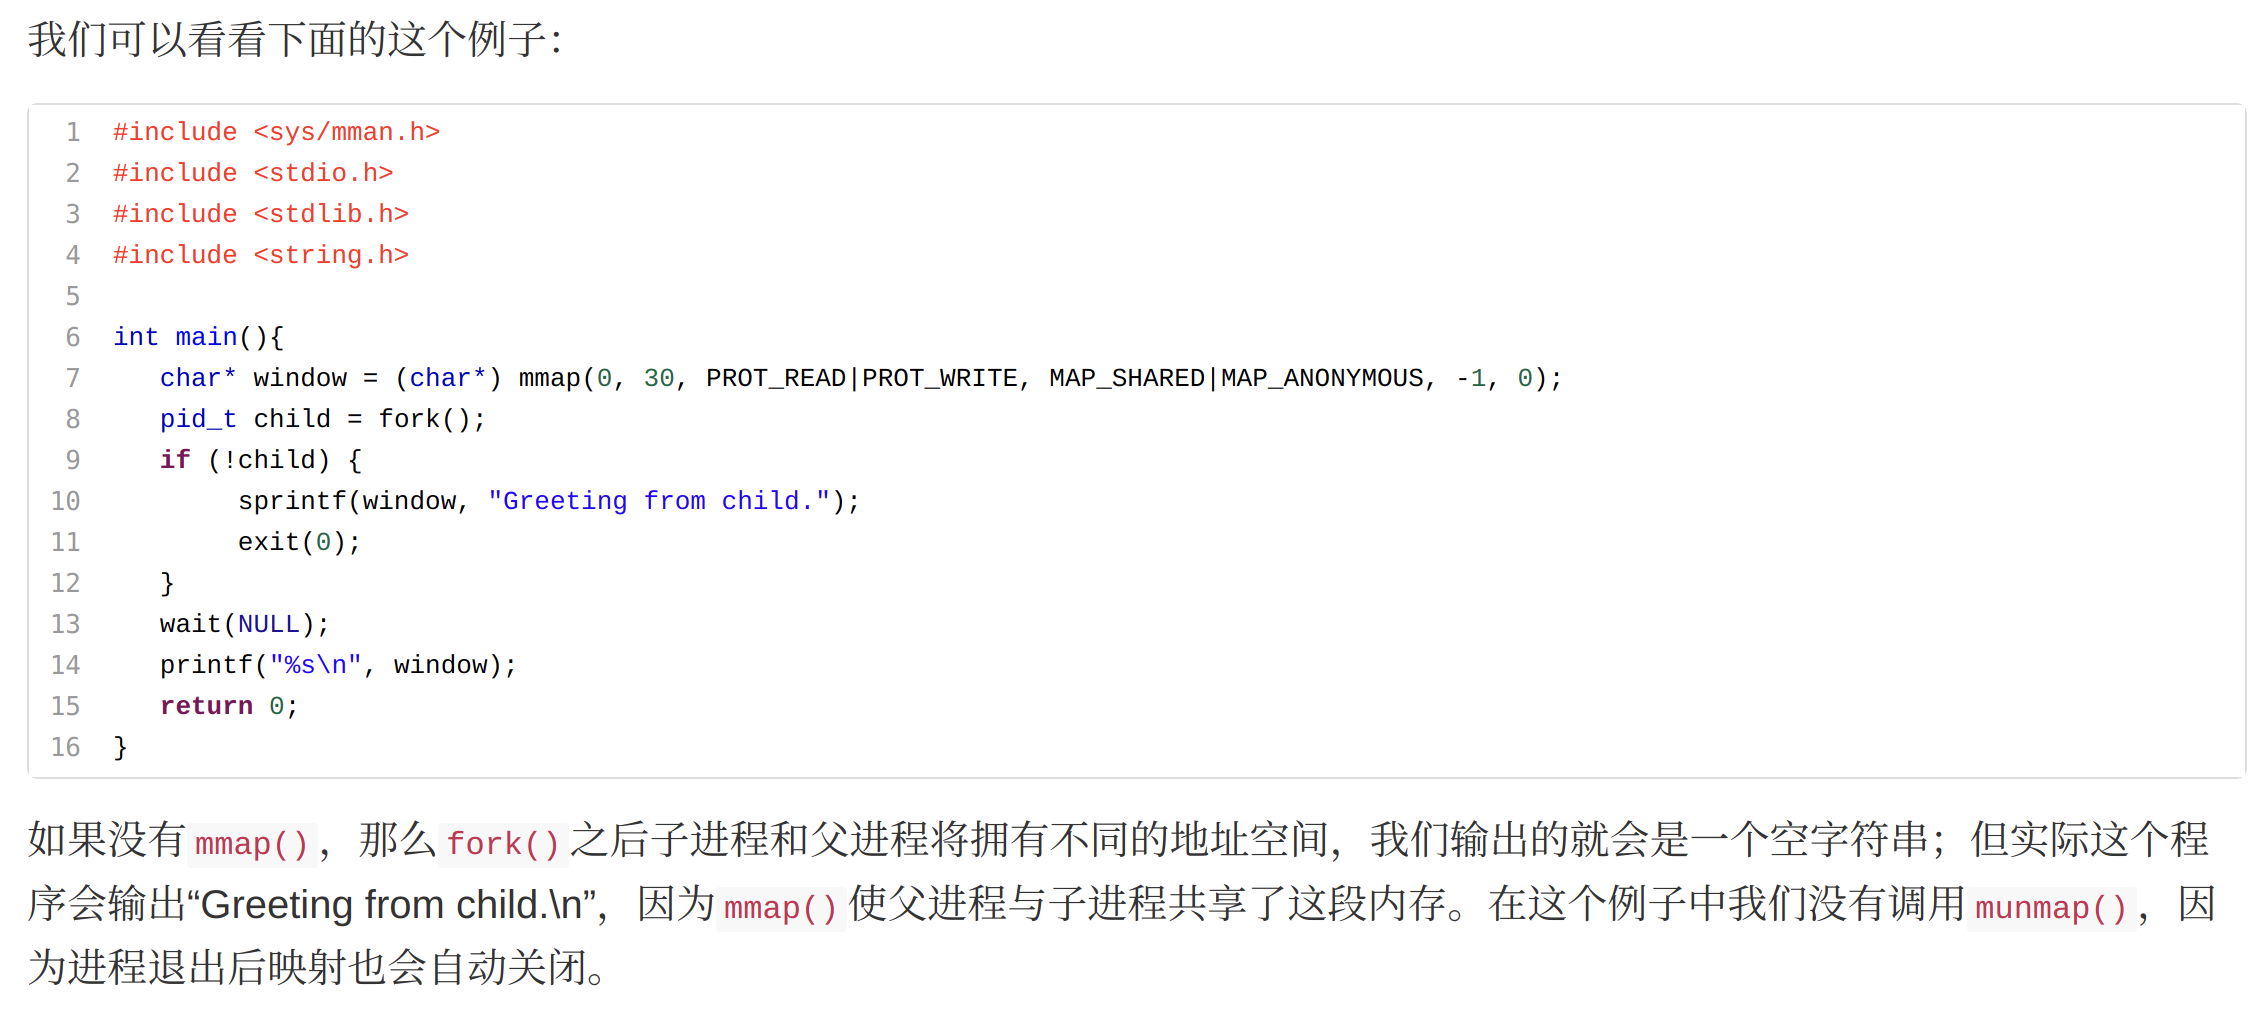 我们可以看看下面的这个例子：
1 #include <sys/mman.h>
2 #include <stdio.h>
3 #include <stdlib.h>
4 #include <string.h>
5
6 int main(){
7    char* window = (char*) mmap(0, 30, PROT_READ|PROT_WRITE, MAP_SHARED|MAP_ANONYMOUS, -1, 0);
8    pid_t child = fork();
9    if (!child) {
10         sprintf(window, "Greeting from child.");
11         exit(0);
12    }
13    wait(NULL);
14    printf("%s\n", window);
15    return 0;
16 }
如果没有mmap()，那么fork()之后子进程和父进程将拥有不同的地址空间，我们输出的就会是一个空字符串；但实际这个程
序会输出“Greeting from child.\n”，因为mmap()使父进程与子进程共享了这段内存。在这个例子中我们没有调用munmap()，因
为进程退出后映射也会自动关闭。